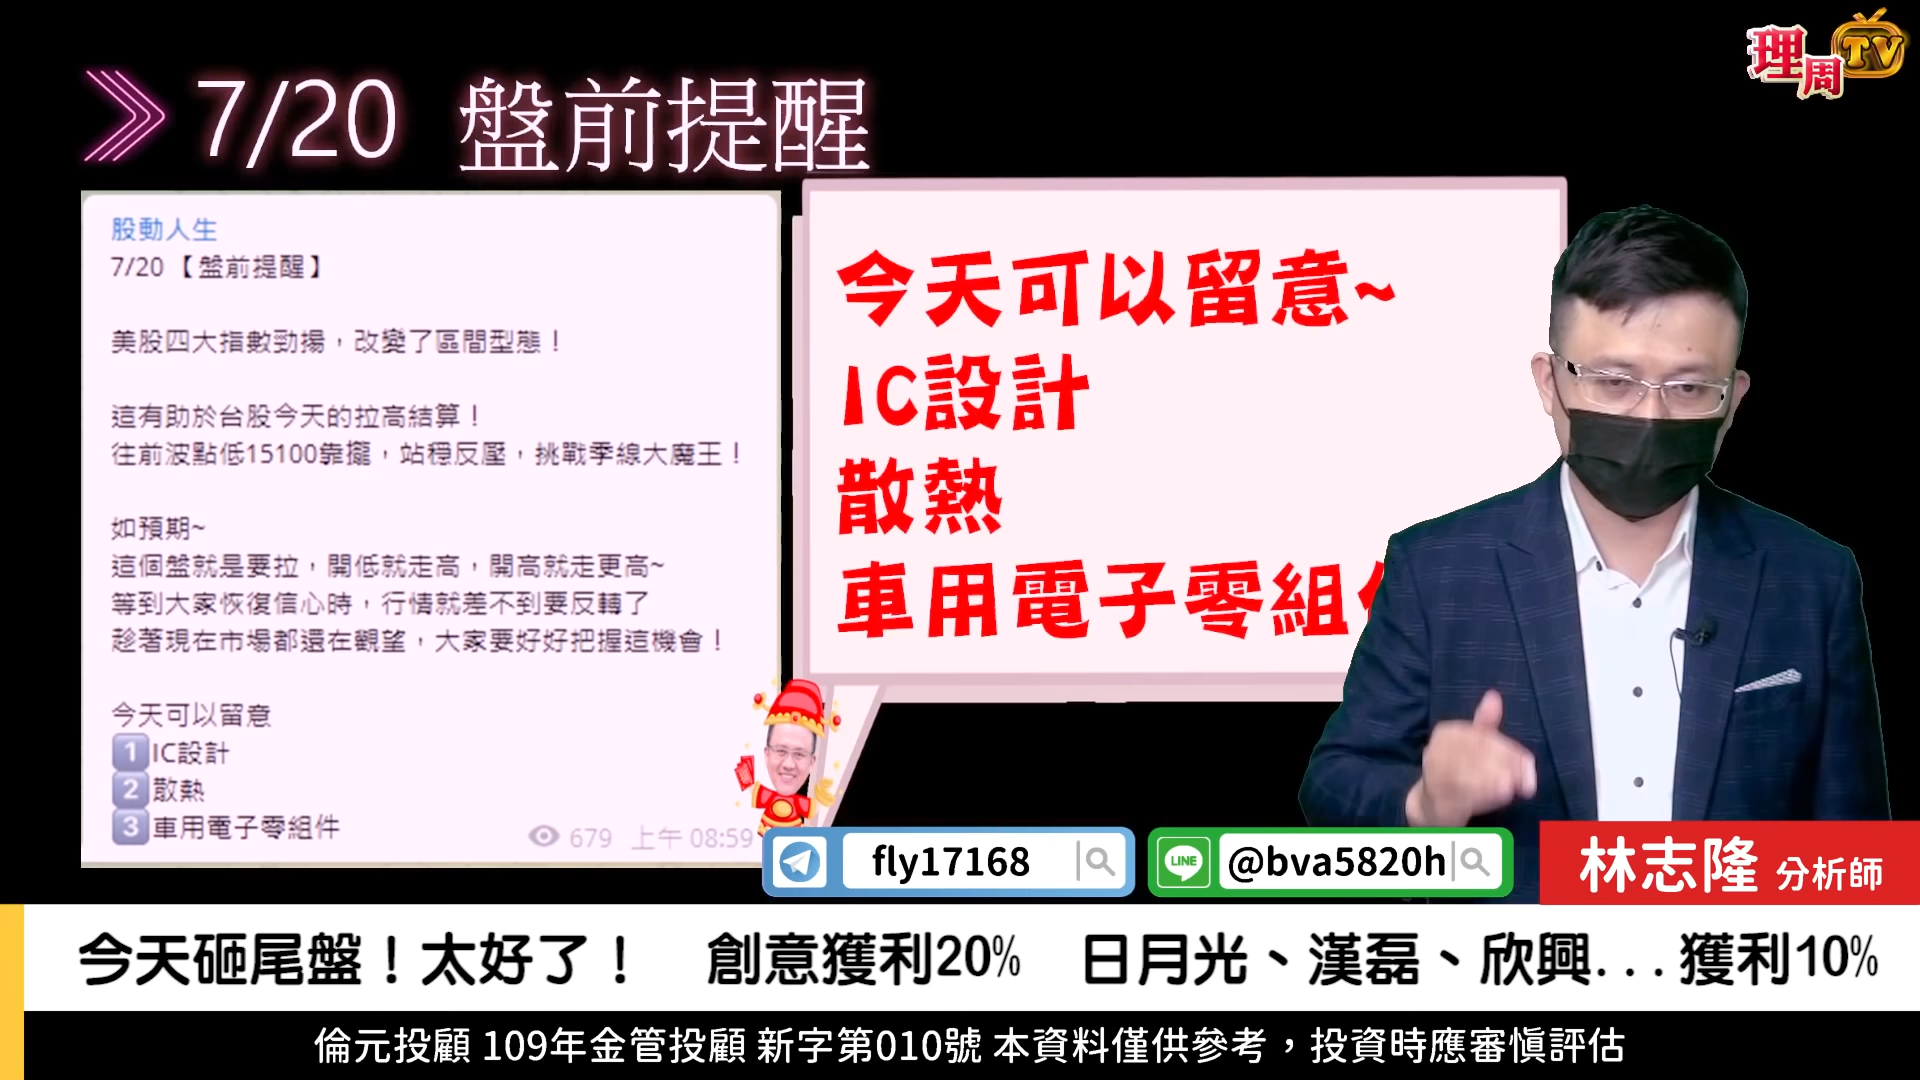 理周TV
7/20 盤前提醒
股動人生
7/20【盤前提醒】
美股四大指數勁揚，改變了區間型態！
這有助於台股今天的拉高結算！
往前波點低15100靠攏，站穩反壓，挑戰季線大魔王！
如預期~
這個盤就是要拉，開低就走高，開高就走更高~
等到大家恢復信心時，行情就差不到要反轉了
趁著現在市場都還在觀望，大家要好好把握這機會！
今天可以留意
1 IC設計
2 散熱
3 車用電子零組件
679 上午 08:59
今天可以留意~
IC設計
散熱
車用電子零組
fly17168
LINE @bva5820h
林志隆 分析師
今天砸尾盤！太好了！ 創意獲利20% 日月光、漢磊、欣興...獲利10%
倫元投顧 109年金管投顧 新字第010號 本資料僅供參考，投資時應審慎評估